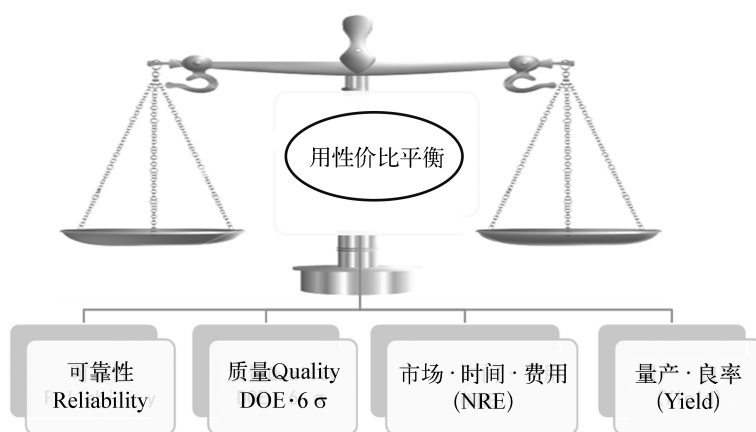 用性价比平衡
可靠性
Reliability
质量Quality
DOE·6σ
市场·时间·费用
(NRE)
量产·良率
(Yield)